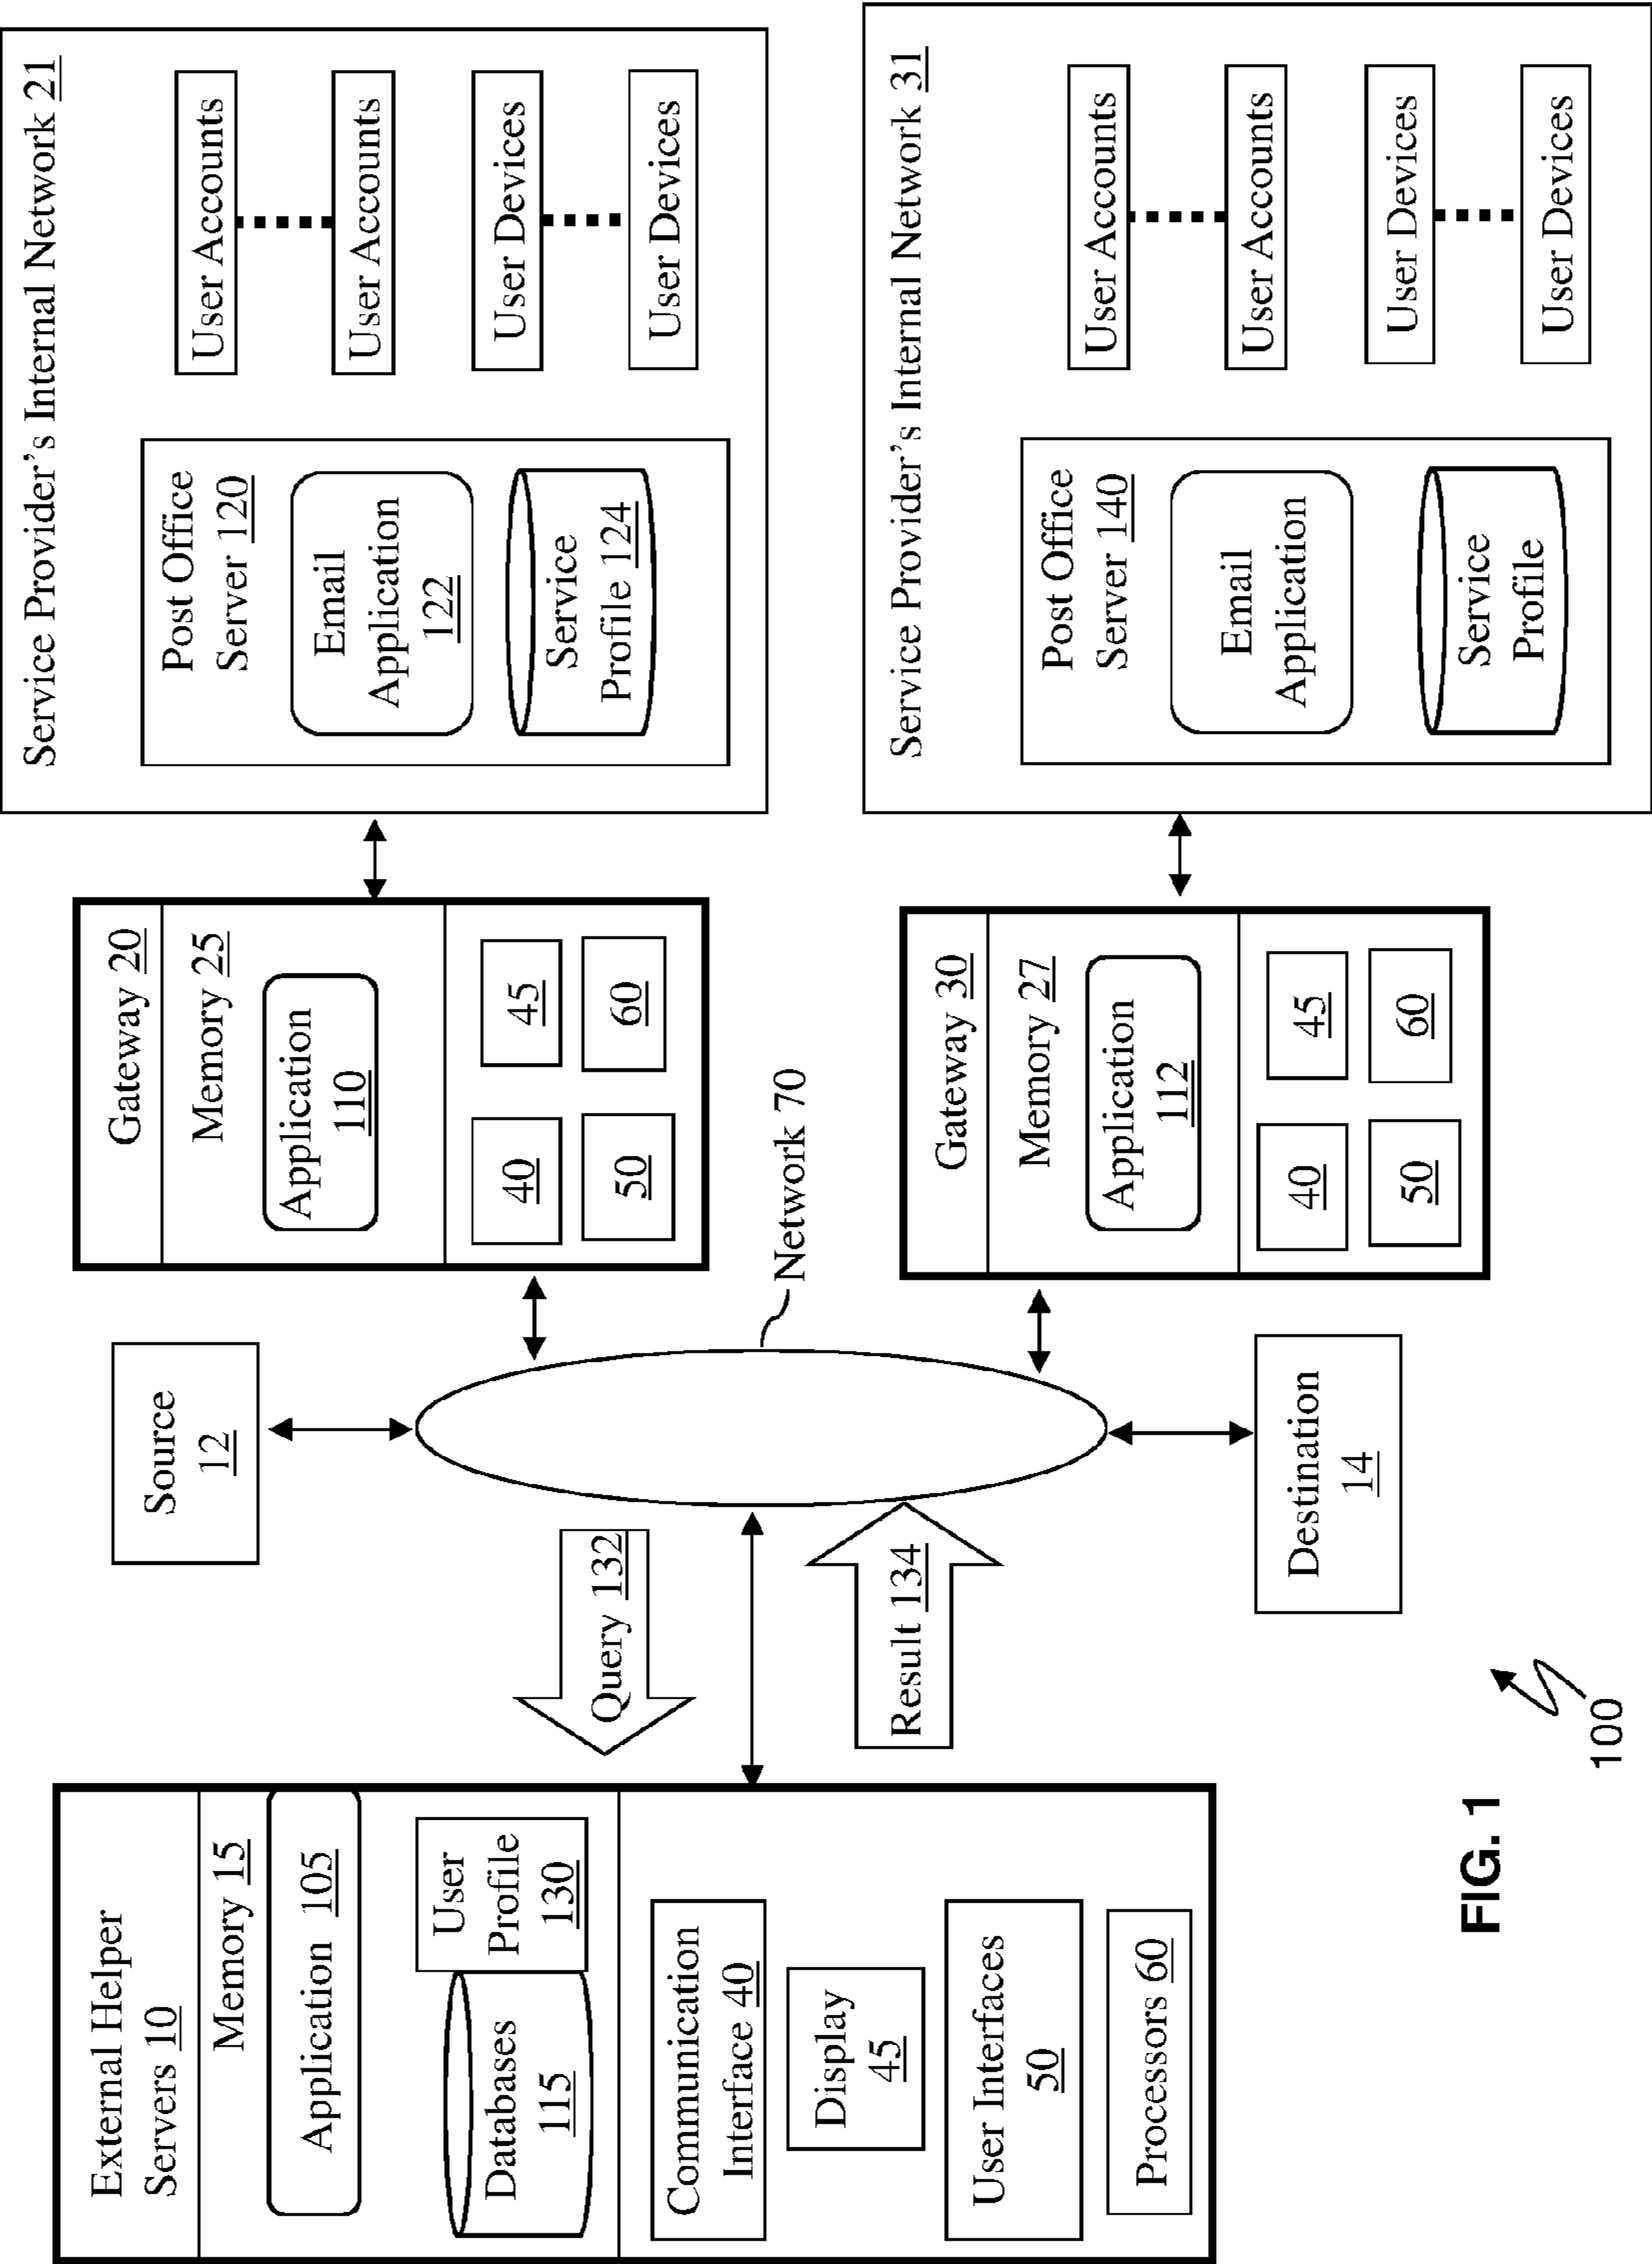 External Helper
Servers 10
Memory 15
Application 105
User
Profile
130
Databases
115
Communication
Interface 40
Display
45
User Interfaces
50
Processors 60
Query 132
Result 134
Source
12
Network 70
Destination
14
Gateway 20
Memory 25
Application
110
40
45
50
60
Gateway 30
Memory 27
Application
112
40
45
50
60
Service Provider's Internal Network 21
Post Office
Server 120
Email
Application
122
Service
Profile 124
User Accounts
User Accounts
User Devices
User Devices
Service Provider's Internal Network 31
Post Office
Server 140
Email
Application
Service
Profile
User Accounts
User Accounts
User Devices
User Devices
100
FIG. 1